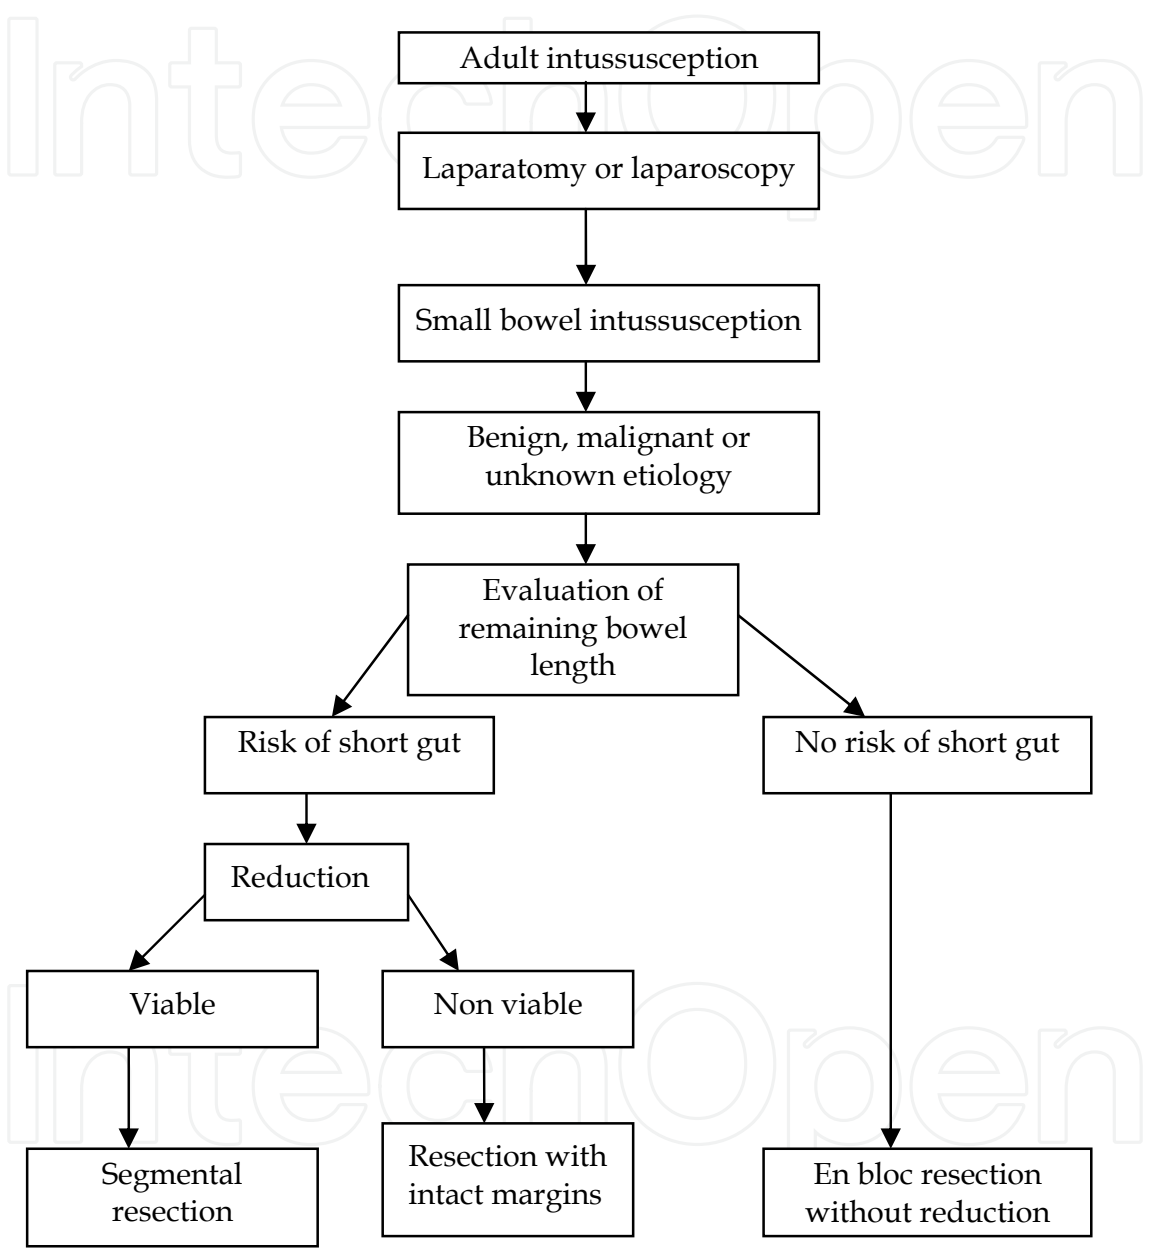 IntechOpen
Adult intussusception
Laparatomy or laparoscopy
Small bowel intussusception
Benign, malignant or
unknown etiology
Evaluation of
remaining bowel
length
Risk of short gut
No risk of short gut
Reduction
Viable
Non viable
IntechOpen
Segmental
resection
Resection with
intact margins
En bloc resection
without reduction